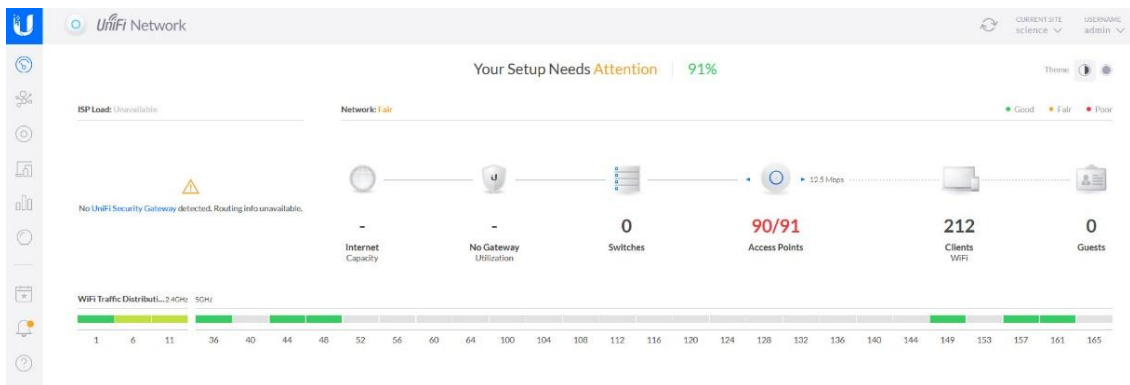 UniFi Network
CURRENT SITE
science
USERNAME
admin
Your Setup Needs Attention 91%
Theme
ISP Load: Unavailable
Network: Fair
Good Fair Poor
12.5 Mbps
No UniFi Security Gateway detected. Routing info unavailable.
- - 0 90/91 212 0
Internet No Gateway Switches Access Points Clients Guests
Capacity Utilization WiFi
WiFi Traffic Distributi... 2.4GHz 5GHz
1 6 11 36 40 44 48 52 56 60 64 100 104 108 112 116 120 124 128 132 136 140 144 149 153 157 161 165